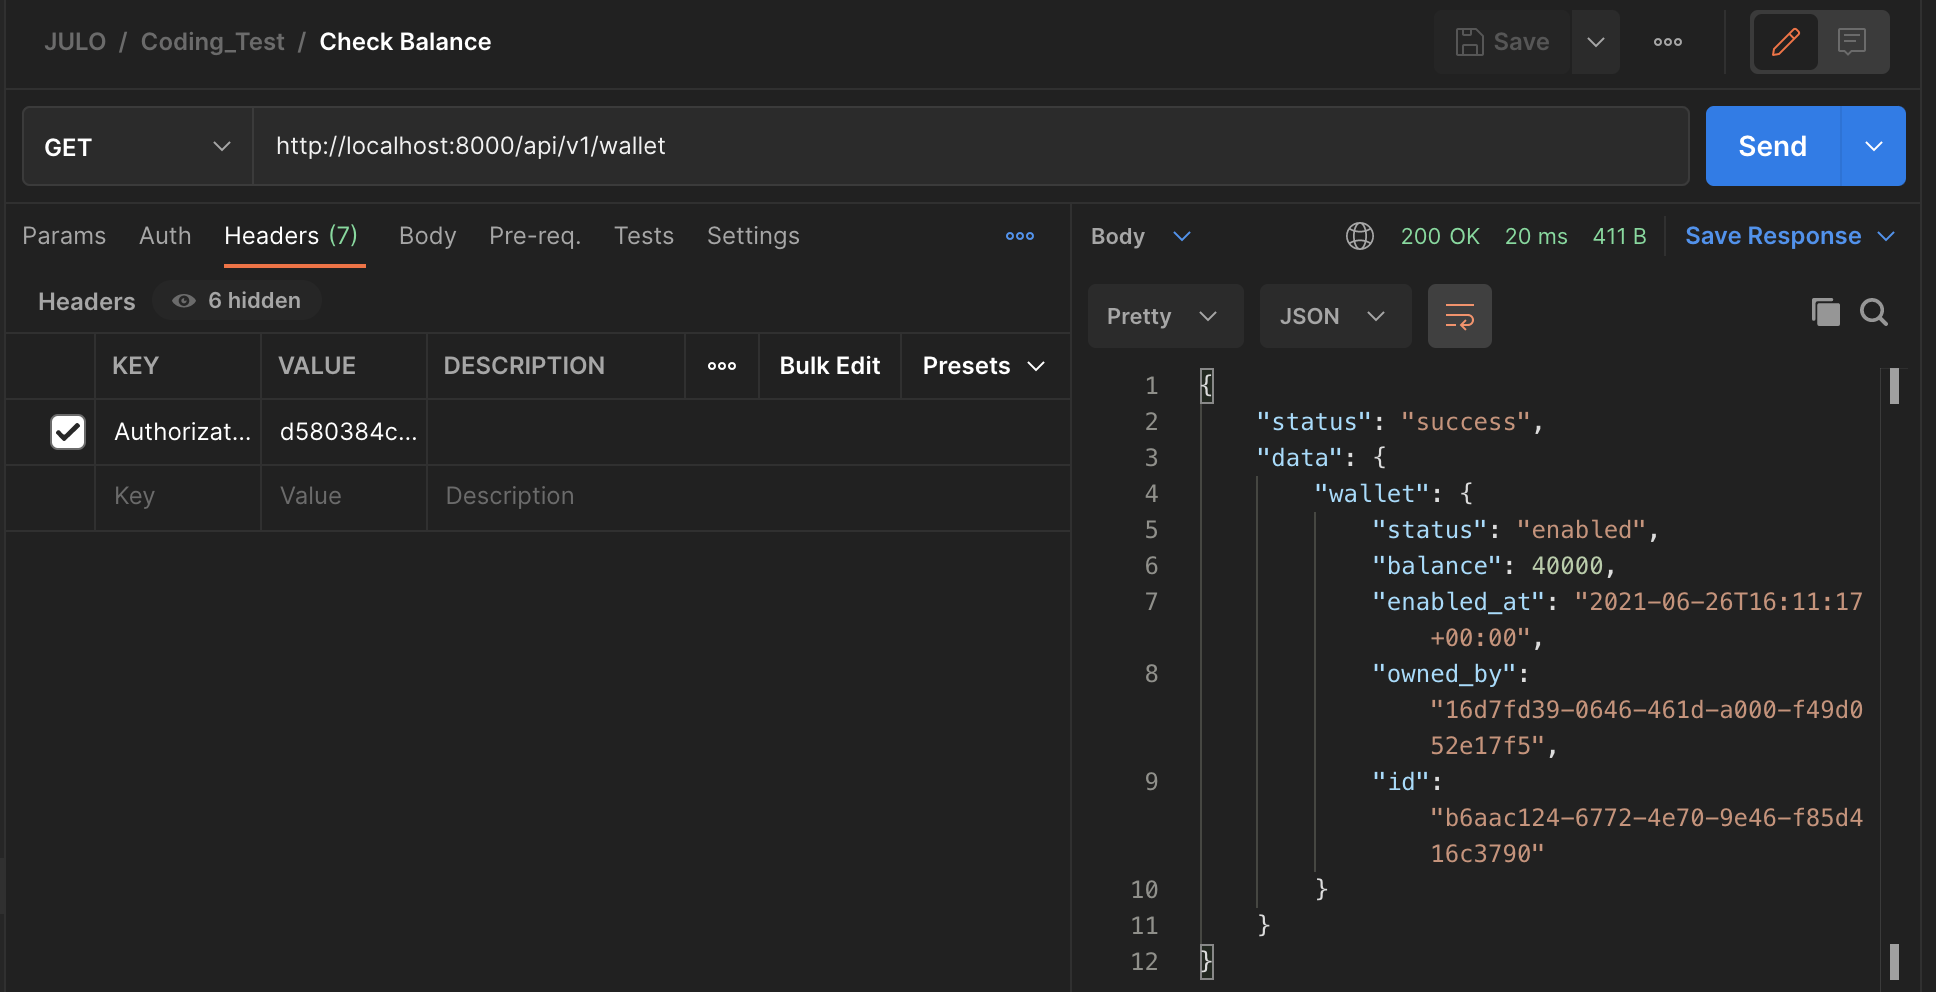 JULO / Coding_Test / Check Balance
Save
GET
http://localhost:8000/api/v1/wallet
Send
Params Auth Headers (7) Body Pre-req. Tests Settings
Headers 6 hidden
KEY VALUE DESCRIPTION Bulk Edit Presets
Authorizat... d580384c...
Key Value Description
Body 200 OK 20 ms 411 B Save Response
Pretty JSON
1 {
2 "status": "success",
3 "data": {
4 "wallet": {
5 "status": "enabled",
6 "balance": 40000,
7 "enabled_at": "2021-06-26T16:11:17
+00:00",
8 "owned_by":
"16d7fd39-0646-461d-a000-f49d0
52e17f5",
9 "id":
"b6aac124-6772-4e70-9e46-f85d4
16c3790"
10 }
11 }
12 }